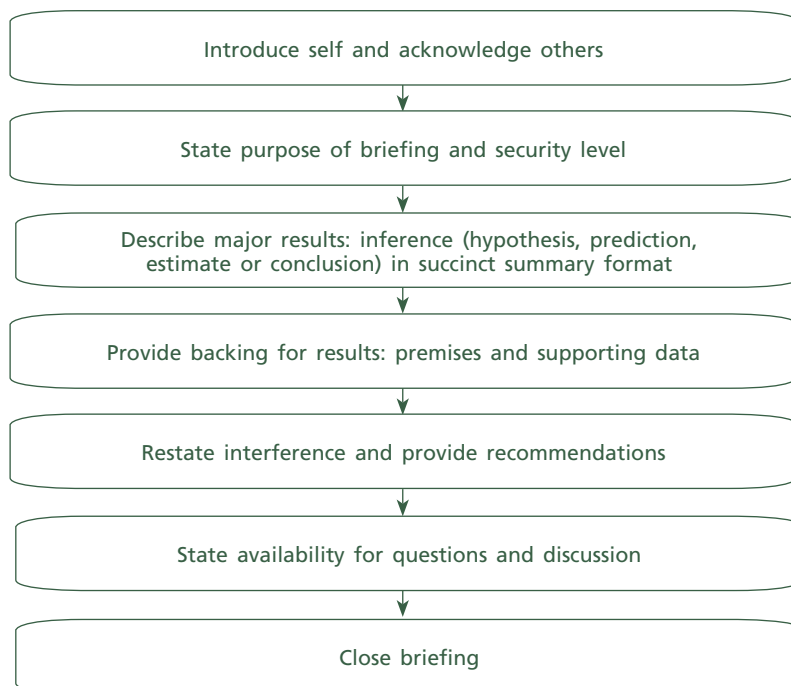 Introduce self and acknowledge others
State purpose of briefing and security level
Describe major results: inference (hypothesis, prediction,
estimate or conclusion) in succinct summary format
Provide backing for results: premises and supporting data
Restate interference and provide recommendations
State availability for questions and discussion
Close briefing